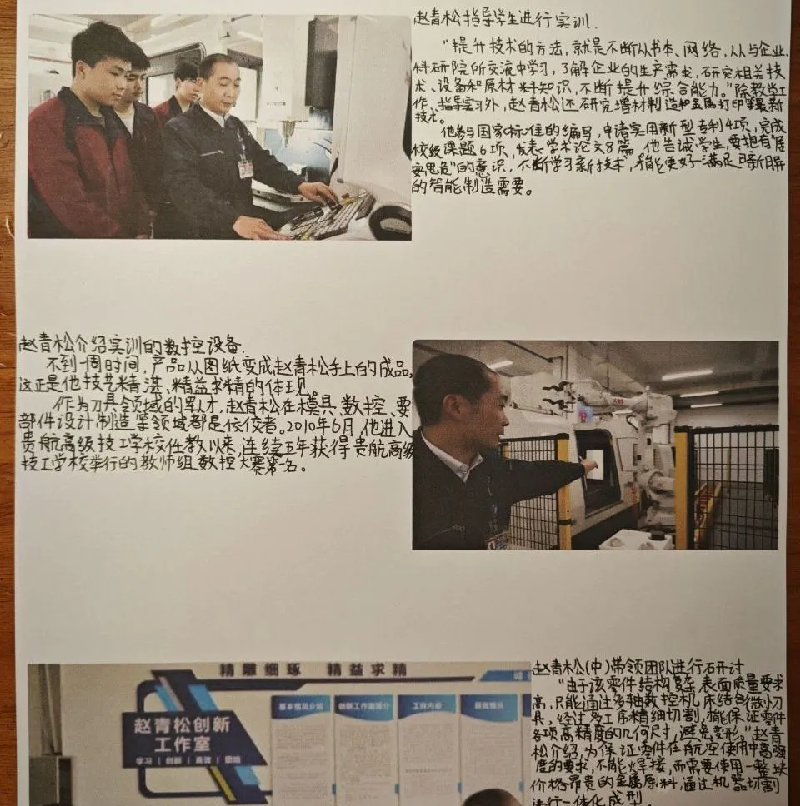 赵青松指导学生进行实训.
"提升技术的方法,就是不断从书本、网络,从与企业、
科研院所交流中学习,了解企业的生产需求,研究相关技
术、设备和原材料知识,不断提升综合能力。"除教学工
作、指导实习外,赵青松还研究增材制造和金属打印等最新
技术。
他参与国家标准的编写,申请实用新型专利4项,完成
校级课题6项,发表学术论文8篇。他告诫学生,要抱有"居
安思危"的意识,不断学习新技术,才能更好满足日新月异
的智能制造需要。
赵青松介绍实训的数控设备.
不到一周时间,产品从图纸变成赵青松手上的成品,
这正是他技艺精湛、精益求精的体现。
作为刀具领域的军人,赵青松在模具、数控、零
部件设计制造等领域都是佼佼者。2010年6月,他进入
贵航高级技工学校任教以来,连续五年获得贵航高级
技工学校举行的教师组数控大赛第一名。
精雕细琢 精益求精
赵青松创新
工作室
学习 | 创新 | 高效 |
赵青松(中)带领团队进行研讨
"由于该零件结构复杂,表面质量要求
高,只能通过多轴数控机床结合微小刀
具,经过多工序精细切割,才能保证零件
各项高精度的几何尺寸,避免变形。"赵青
松介绍,为保证零件在航空使用中高强
度的要求,不能焊接,而需要使用一整块
价格昂贵的金属原料,通过机器切割
进行一体化成型